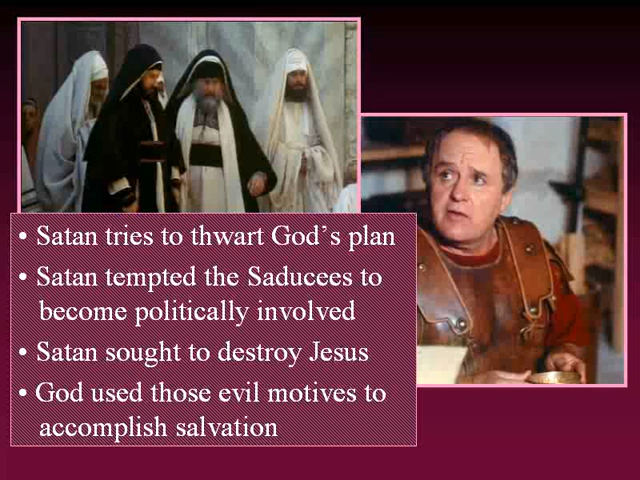 • Satan tries to thwart God’s plan
• Satan tempted the Saducees to
become politically involved
• Satan sought to destroy Jesus
• God used those evil motives to
accomplish salvation